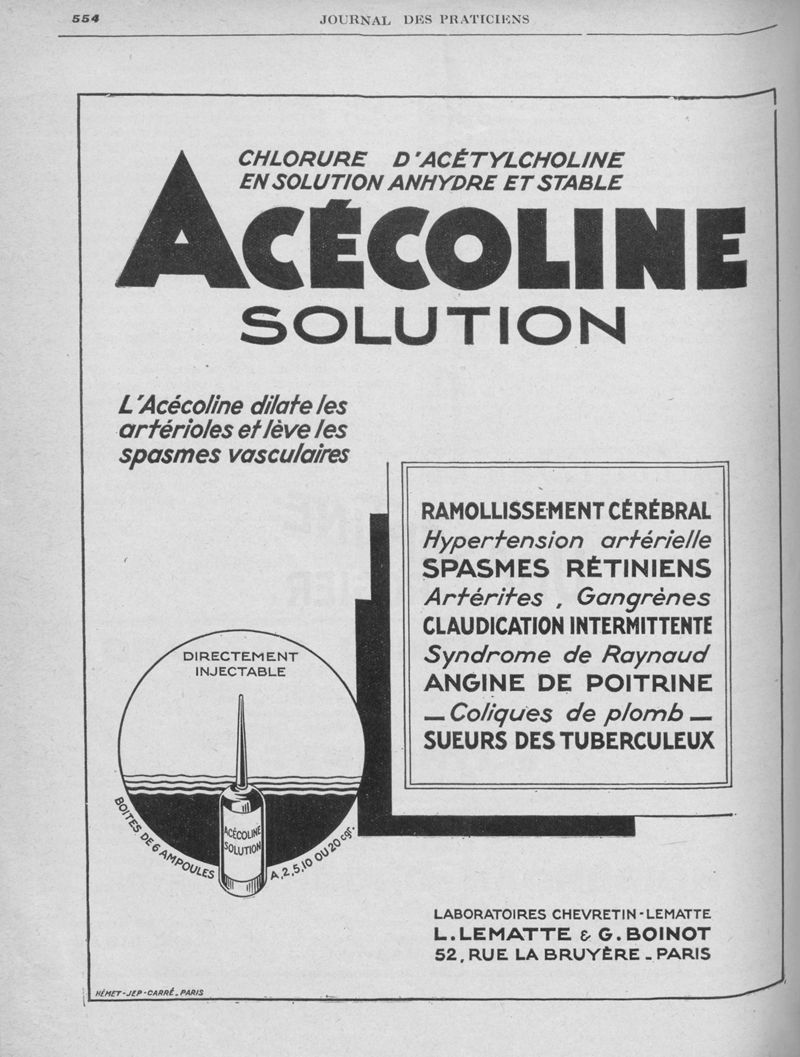 554
JOURNAL DES PRATICIENS
CHLORURE D'ACÉTYLCHOLINE
EN SOLUTION ANHYDRE ET STABLE
ACÉCOLINE
SOLUTION
L'Acécoline dilate les
artérioles et lève les
spasmes vasculaires
RAMOLLISSEMENT CÉRÉBRAL
Hypertension artérielle
SPASMES RÉTINIENS
Artérites, Gangrènes
CLAUDICATION INTERMITTENTE
Syndrome de Raynaud
ANGINE DE POITRINE
— Coliques de plomb —
SUEURS DES TUBERCULEUX
DIRECTEMENT
INJECTABLE
ACÉCOLINE
SOLUTION
BOITES DE 6 AMPOULES A, 2, 5, 10 OU 20 cgr.
LABORATOIRES CHEVRETIN-LEMATTE
L. LEMATTE & G. BOINOT
52, RUE LA BRUYÈRE - PARIS
HÉMET-JEP-CARRÉ. PARIS